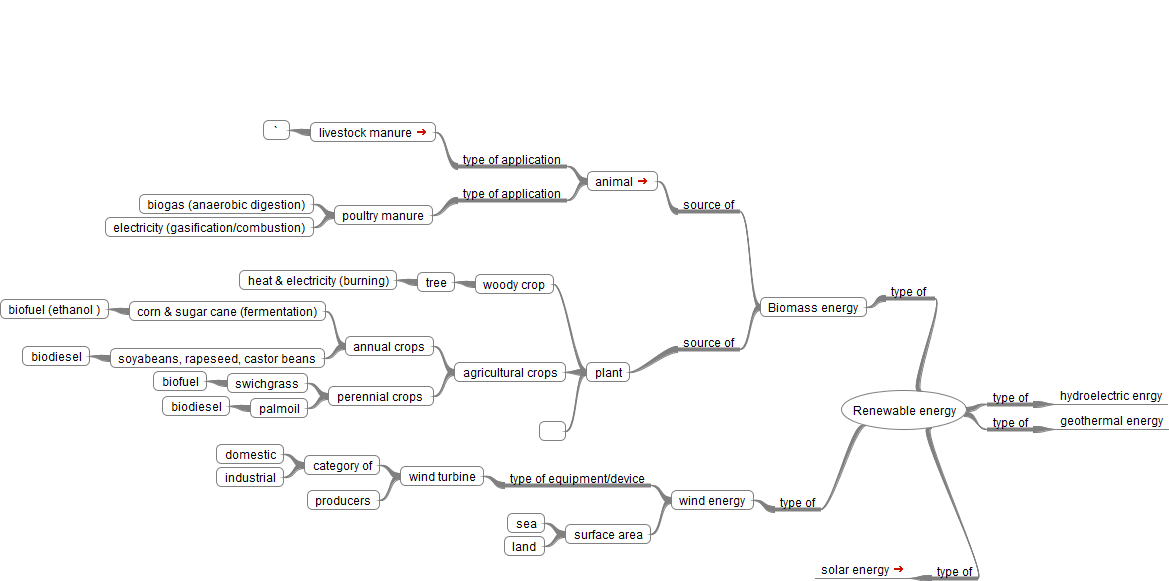 `
livestock manure
type of application
animal
type of application
biogas (anaerobic digestion)
poultry manure
electricity (gasification/combustion)
source of
heat & electricity (burning)
tree
woody crop
biofuel (ethanol )
corn & sugar cane (fermentation)
annual crops
biodiesel
soyabeans, rapeseed, castor beans
agricultural crops
plant
source of
biofuel
swichgrass
perennial crops
biodiesel
palmoil
Biomass energy
type of
Renewable energy
type of
hydroelectric enrgy
type of
geothermal energy
domestic
category of
industrial
wind turbine
type of equipment/device
producers
wind energy
type of
sea
surface area
land
solar energy
type of